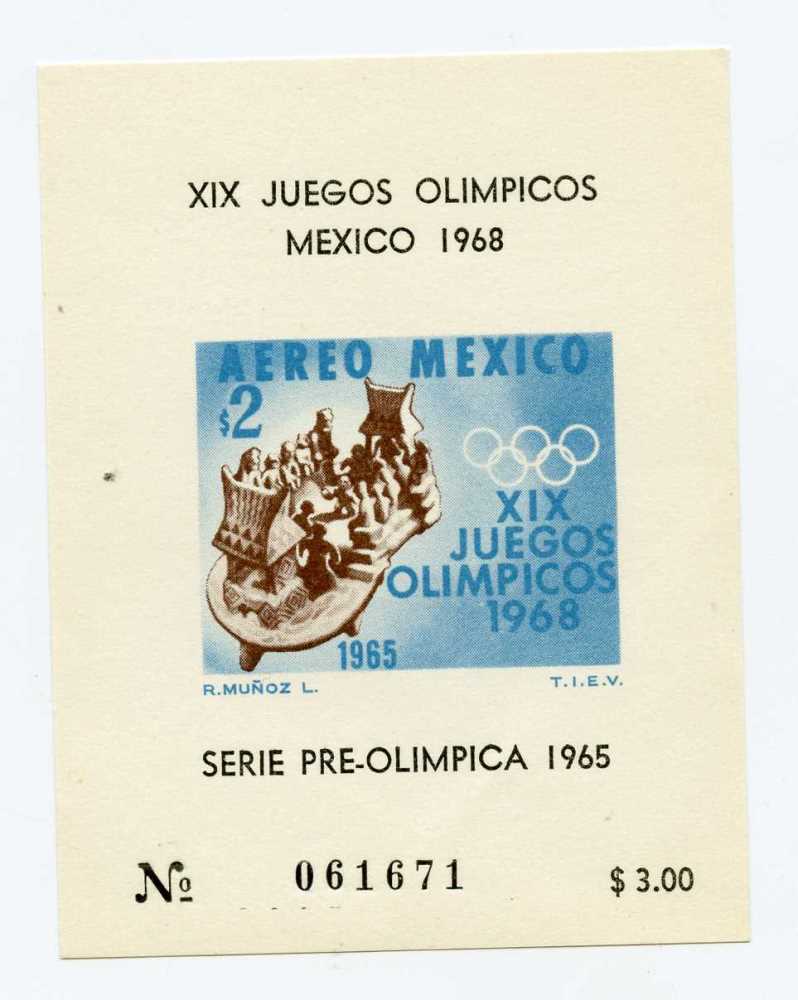 XIX JUEGOS OLIMPICOS
MEXICO 1968
AEREO MEXICO
$2
XIX
JUEGOS
OLIMPICOS
1968
1965
R.MUÑOZ L.
T.I.E.V.
SERIE PRE-OLIMPICA 1965
Nº 061671 $ 3.00